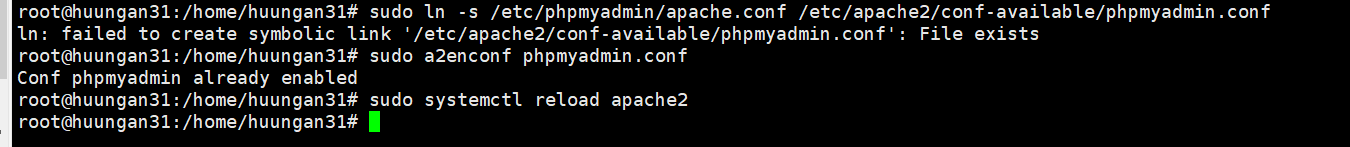 root@huungan31:/home/huungan31# sudo ln -s /etc/phpmyadmin/apache.conf /etc/apache2/conf-available/phpmyadmin.conf
ln: failed to create symbolic link '/etc/apache2/conf-available/phpmyadmin.conf': File exists
root@huungan31:/home/huungan31# sudo a2enconf phpmyadmin.conf
Conf phpmyadmin already enabled
root@huungan31:/home/huungan31# sudo systemctl reload apache2
root@huungan31:/home/huungan31#